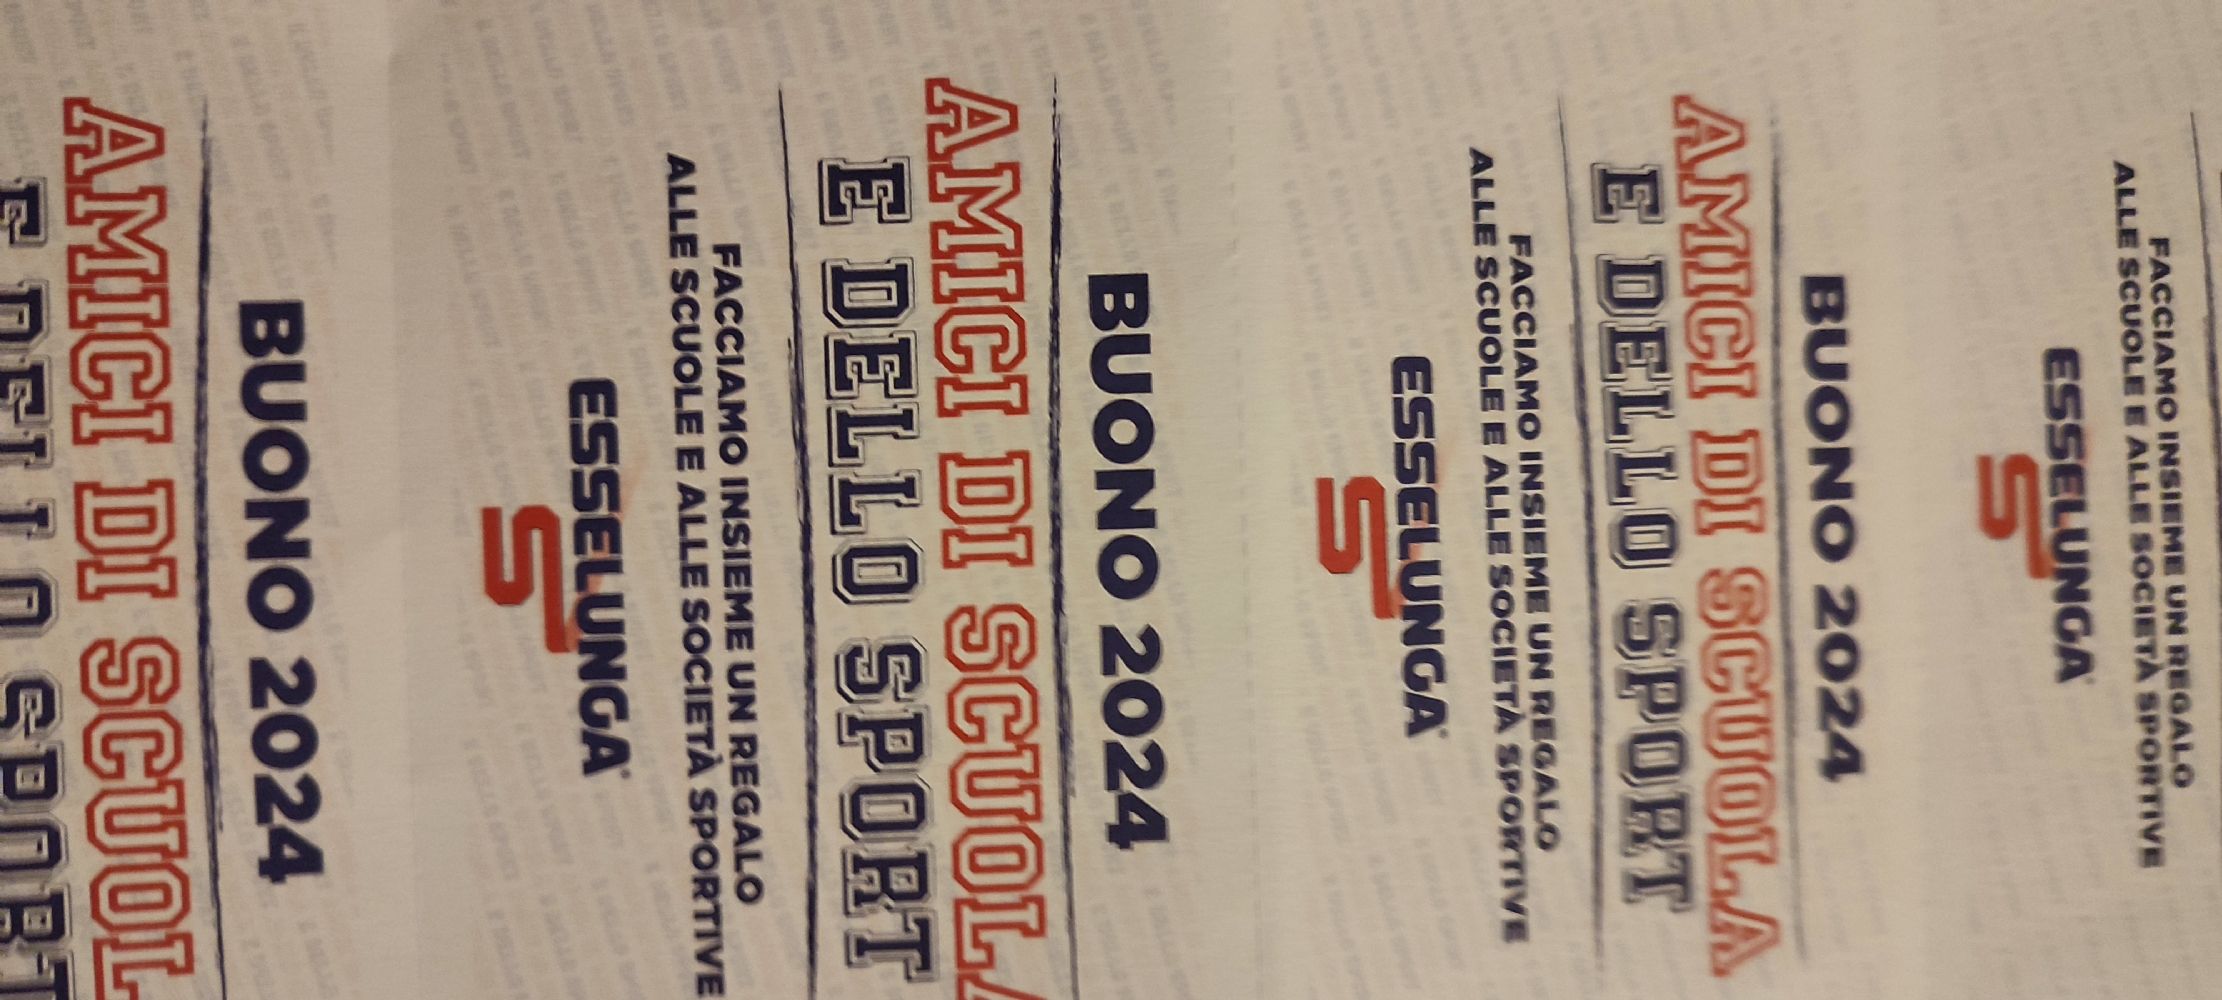 FACCIAMO INSIEME UN REGALO
ALLE SCUOLE E ALLE SOCIETÀ SPORTIVE
ESSELUNGA
BUONO 2024
AMICI DI SCUOLA
E DELLO SPORT
FACCIAMO INSIEME UN REGALO
ALLE SCUOLE E ALLE SOCIETÀ SPORTIVE
ESSELUNGA
BUONO 2024
AMICI DI SCUOLA
E DELLO SPORT
FACCIAMO INSIEME UN REGALO
ALLE SCUOLE E ALLE SOCIETÀ SPORTIVE
ESSELUNGA
BUONO 2024
AMICI DI SCUOL
E DELLO SPORT